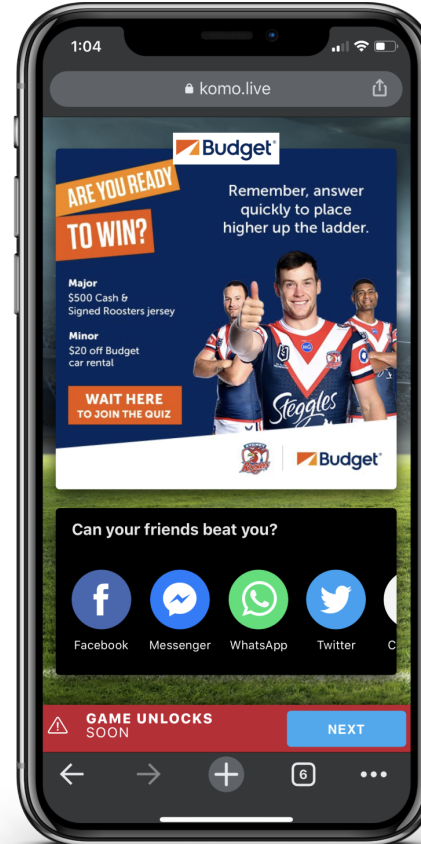 1:04
komo.live
Budget
ARE YOU READY
TO WIN?
Remember, answer
quickly to place
higher up the ladder.
Major
$500 Cash &
Signed Roosters jersey
Minor
$20 off Budget
car rental
WAIT HERE
TO JOIN THE QUIZ
Steggles
Budget
Can your friends beat you?
Facebook
Messenger
WhatsApp
Twitter
C
GAME UNLOCKS
SOON
NEXT
6